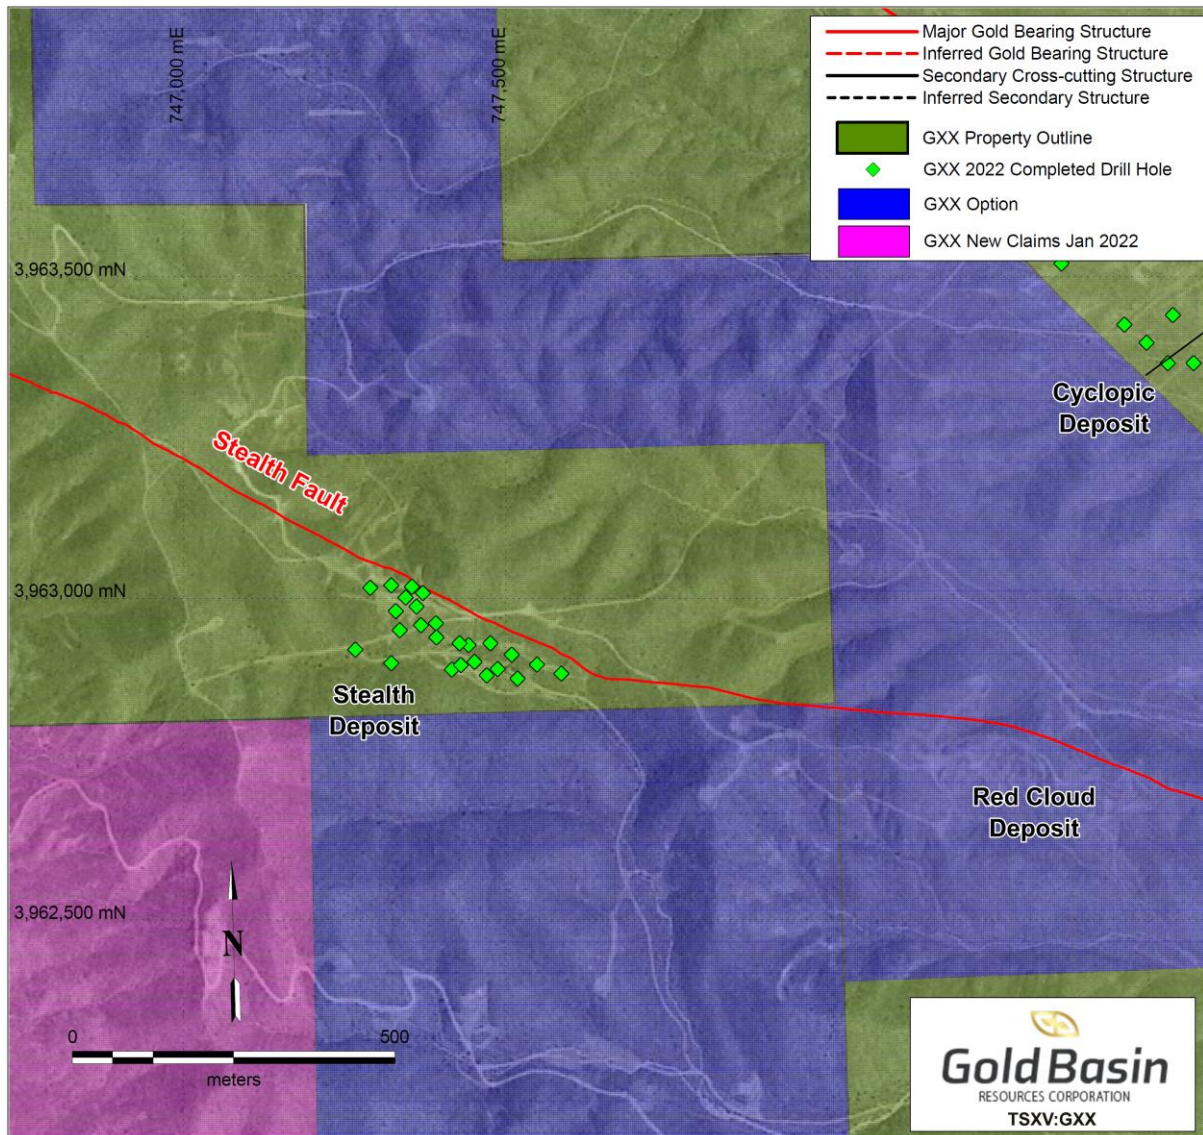 747,000 mE
747,500 mE
Major Gold Bearing Structure
Inferred Gold Bearing Structure
Secondary Cross-cutting Structure
Inferred Secondary Structure
GXX Property Outline
GXX 2022 Completed Drill Hole
GXX Option
GXX New Claims Jan 2022
3,963,500 mN
Cyclopic
Deposit
Stealth Fault
3,963,000 mN
Stealth
Deposit
Red Cloud
Deposit
3,962,500 mN
N
0
500
meters
Gold Basin
RESOURCES CORPORATION
TSXV:GXX